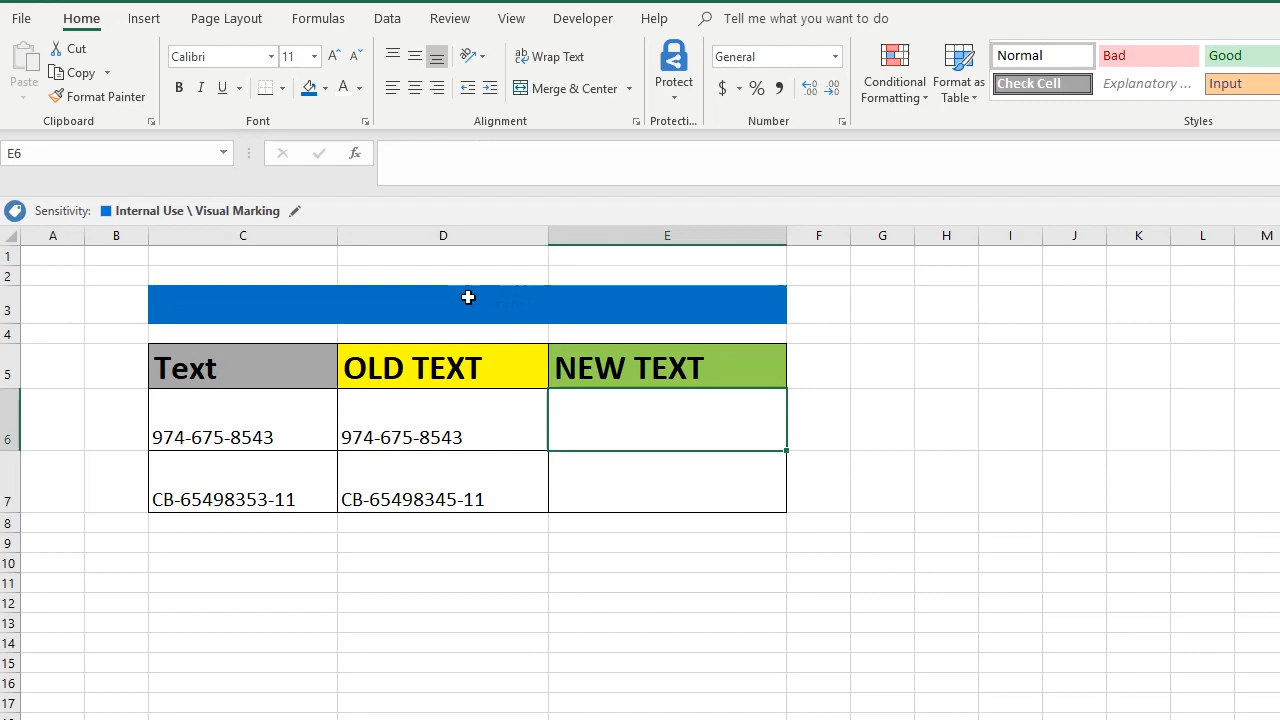 File Home Insert Page Layout Formulas Data Review View Developer Help Tell me what you want to do
Paste Cut Copy Format Painter Clipboard
Calibri 11 A A B I U A Font
Wrap Text Merge & Center Alignment
Protect Protecti...
General $ % Number
Conditional Formatting Format as Table
Normal Bad Good
Check Cell Explanatory ... Input
Styles
E6 fx
Sensitivity: Internal Use \ Visual Marking
A B C D E F G H I J K L M
1
2
3
4
5 Text OLD TEXT NEW TEXT
6 974-675-8543 974-675-8543
7 CB-65498353-11 CB-65498345-11
8
9
10
11
12
13
14
15
16
17